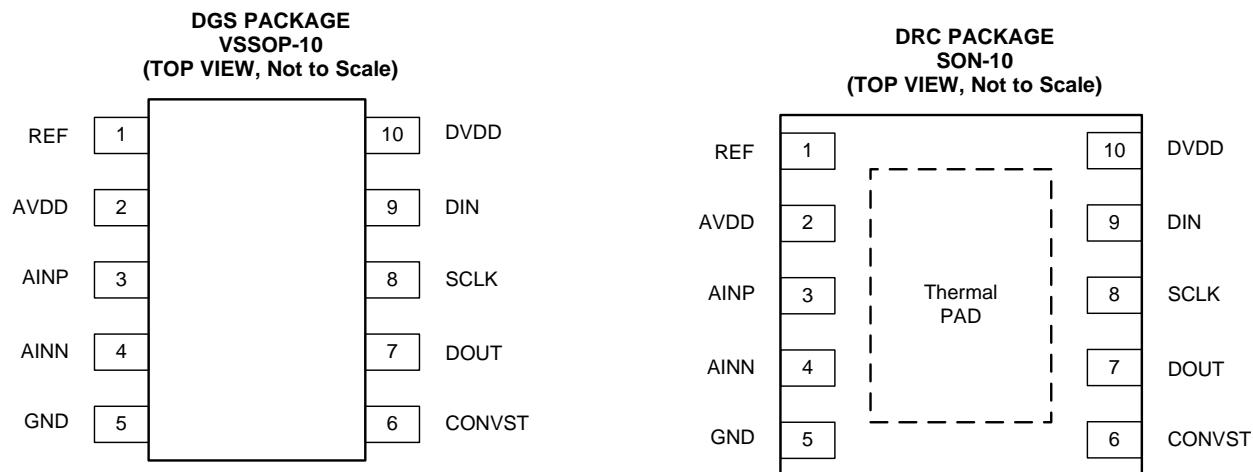 DGS PACKAGE
VSSOP-10
(TOP VIEW, Not to Scale)
REF 1 10 DVDD
AVDD 2 9 DIN
AINP 3 8 SCLK
AINN 4 7 DOUT
GND 5 6 CONVST
DRC PACKAGE
SON-10
(TOP VIEW, Not to Scale)
REF 1 10 DVDD
AVDD 2 9 DIN
AINP 3 8 SCLK
Thermal
PAD
AINN 4 7 DOUT
GND 5 6 CONVST